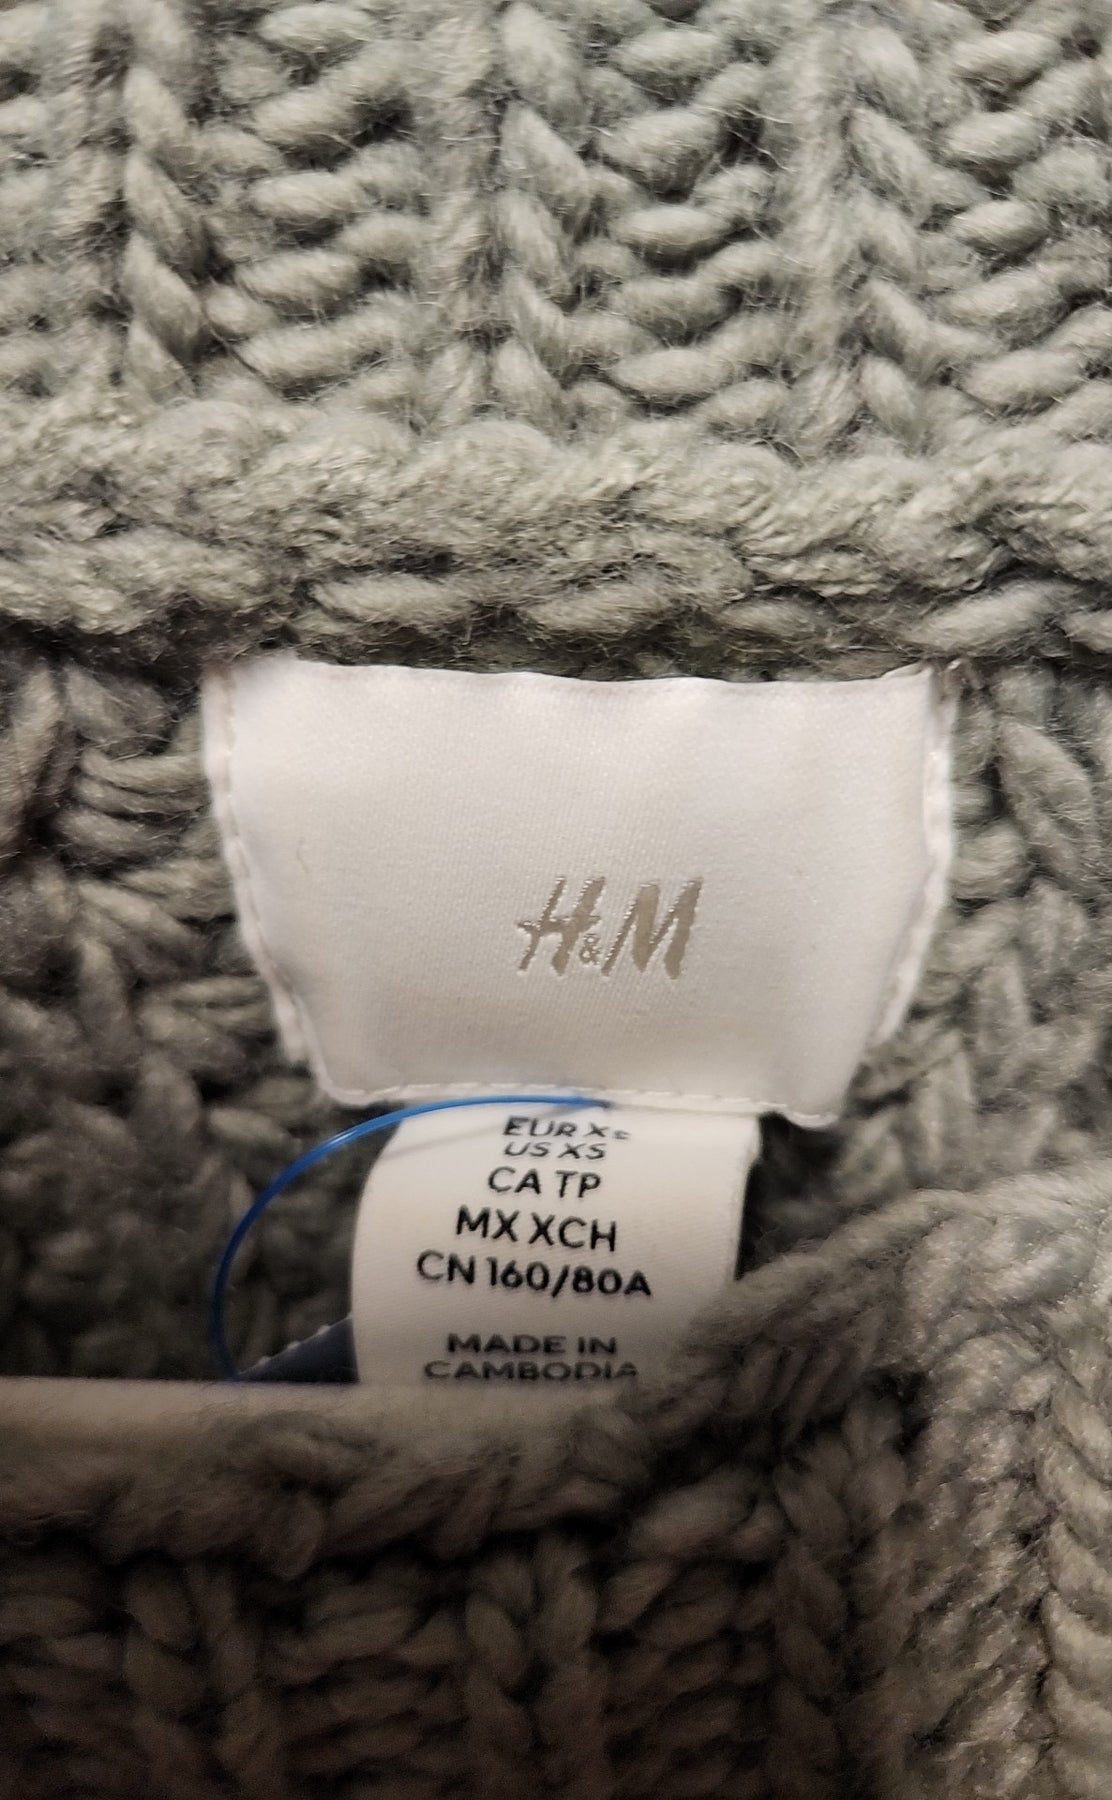 H&M
EUR XS
US XS
CA TP
MX XCH
CN 160/80A
MADE IN
CAMBODIA